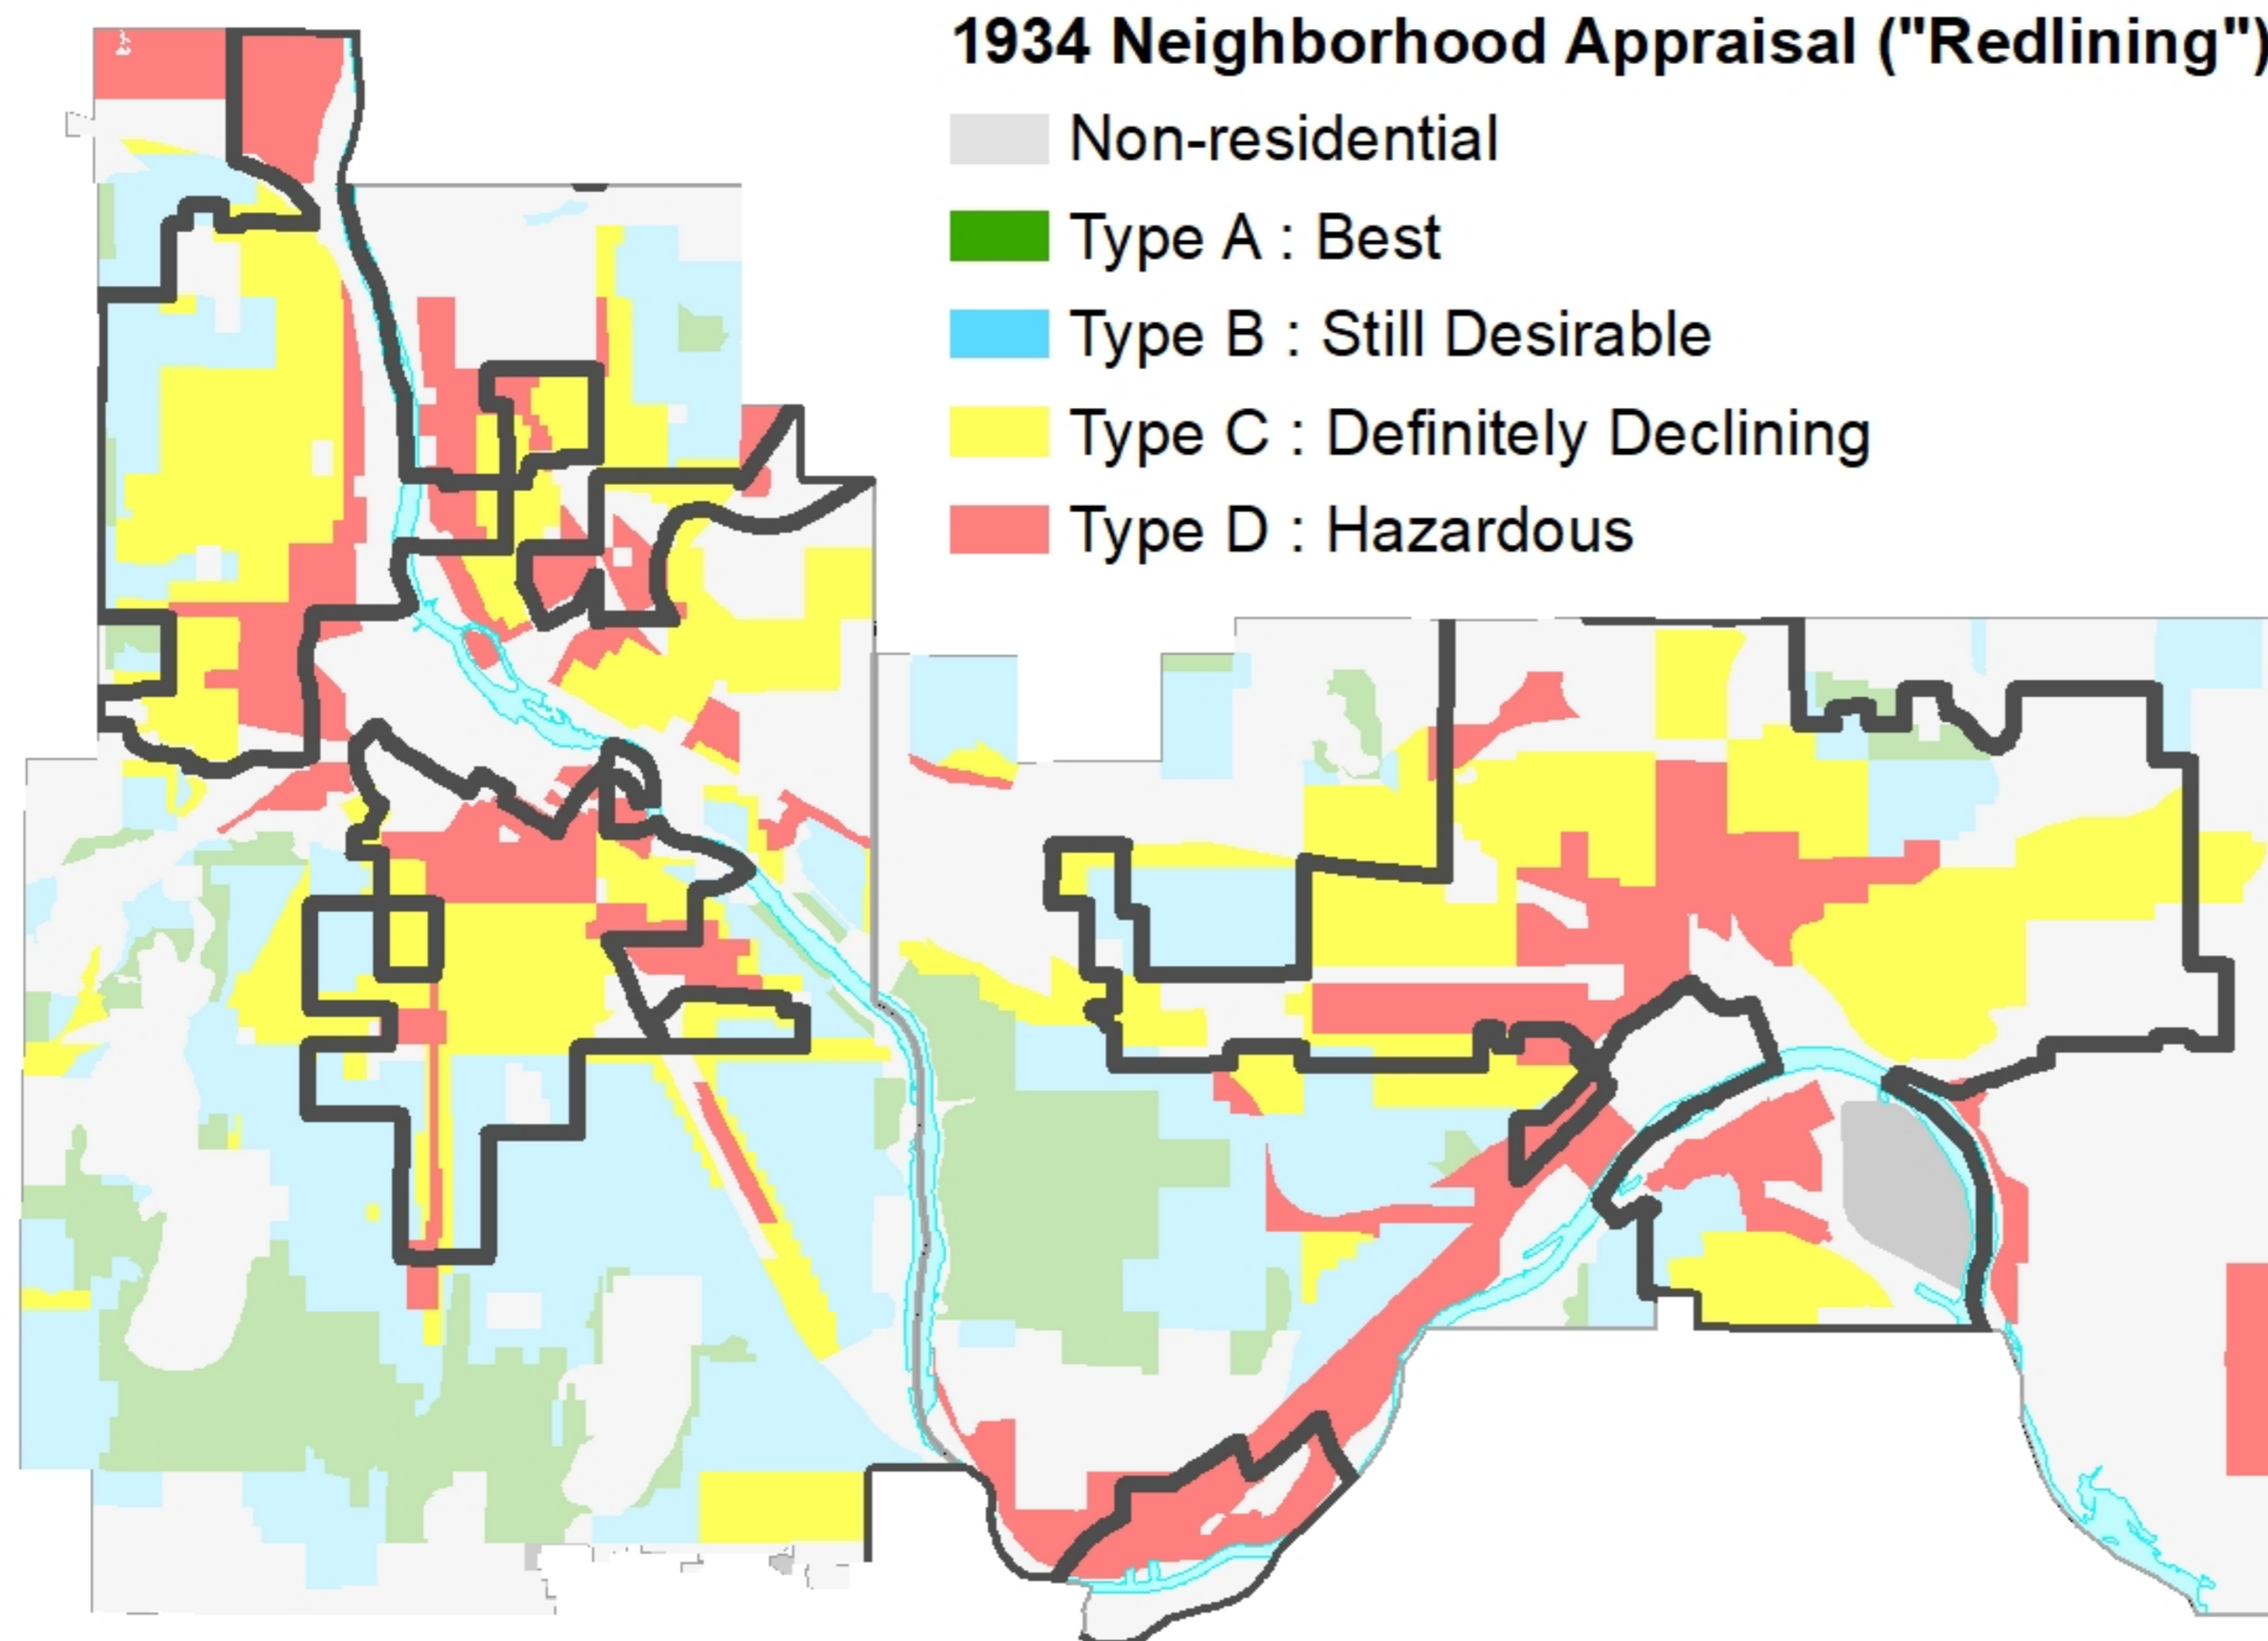 1934 Neighborhood Appraisal ("Redlining")
Non-residential
Type A : Best
Type B : Still Desirable
Type C : Definitely Declining
Type D : Hazardous